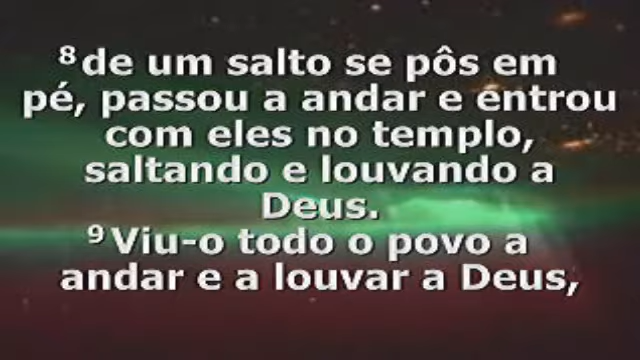 ⁸de um salto se pôs em
pé, passou a andar e entrou
com eles no templo,
saltando e louvando a
Deus.
⁹Viu-o todo o povo a
andar e a louvar a Deus,